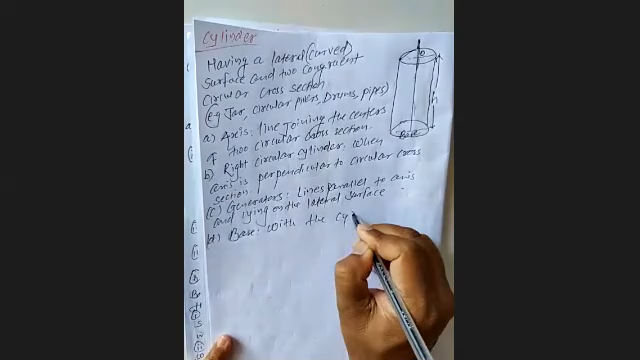 Cylinder
Having a lateral (curved)
surface and two congruent
circular cross section
(eg Jar, circular pillers, Drums, pipes)
a) Axis: line joining the centers
of two circular cross section.
b) Right circular cylinder: When
axis is perpendicular to circular cross
section.
(c) Generators: Lines parallel to axis
and lying on the lateral surface
(d) Base: With the cy
h
Base